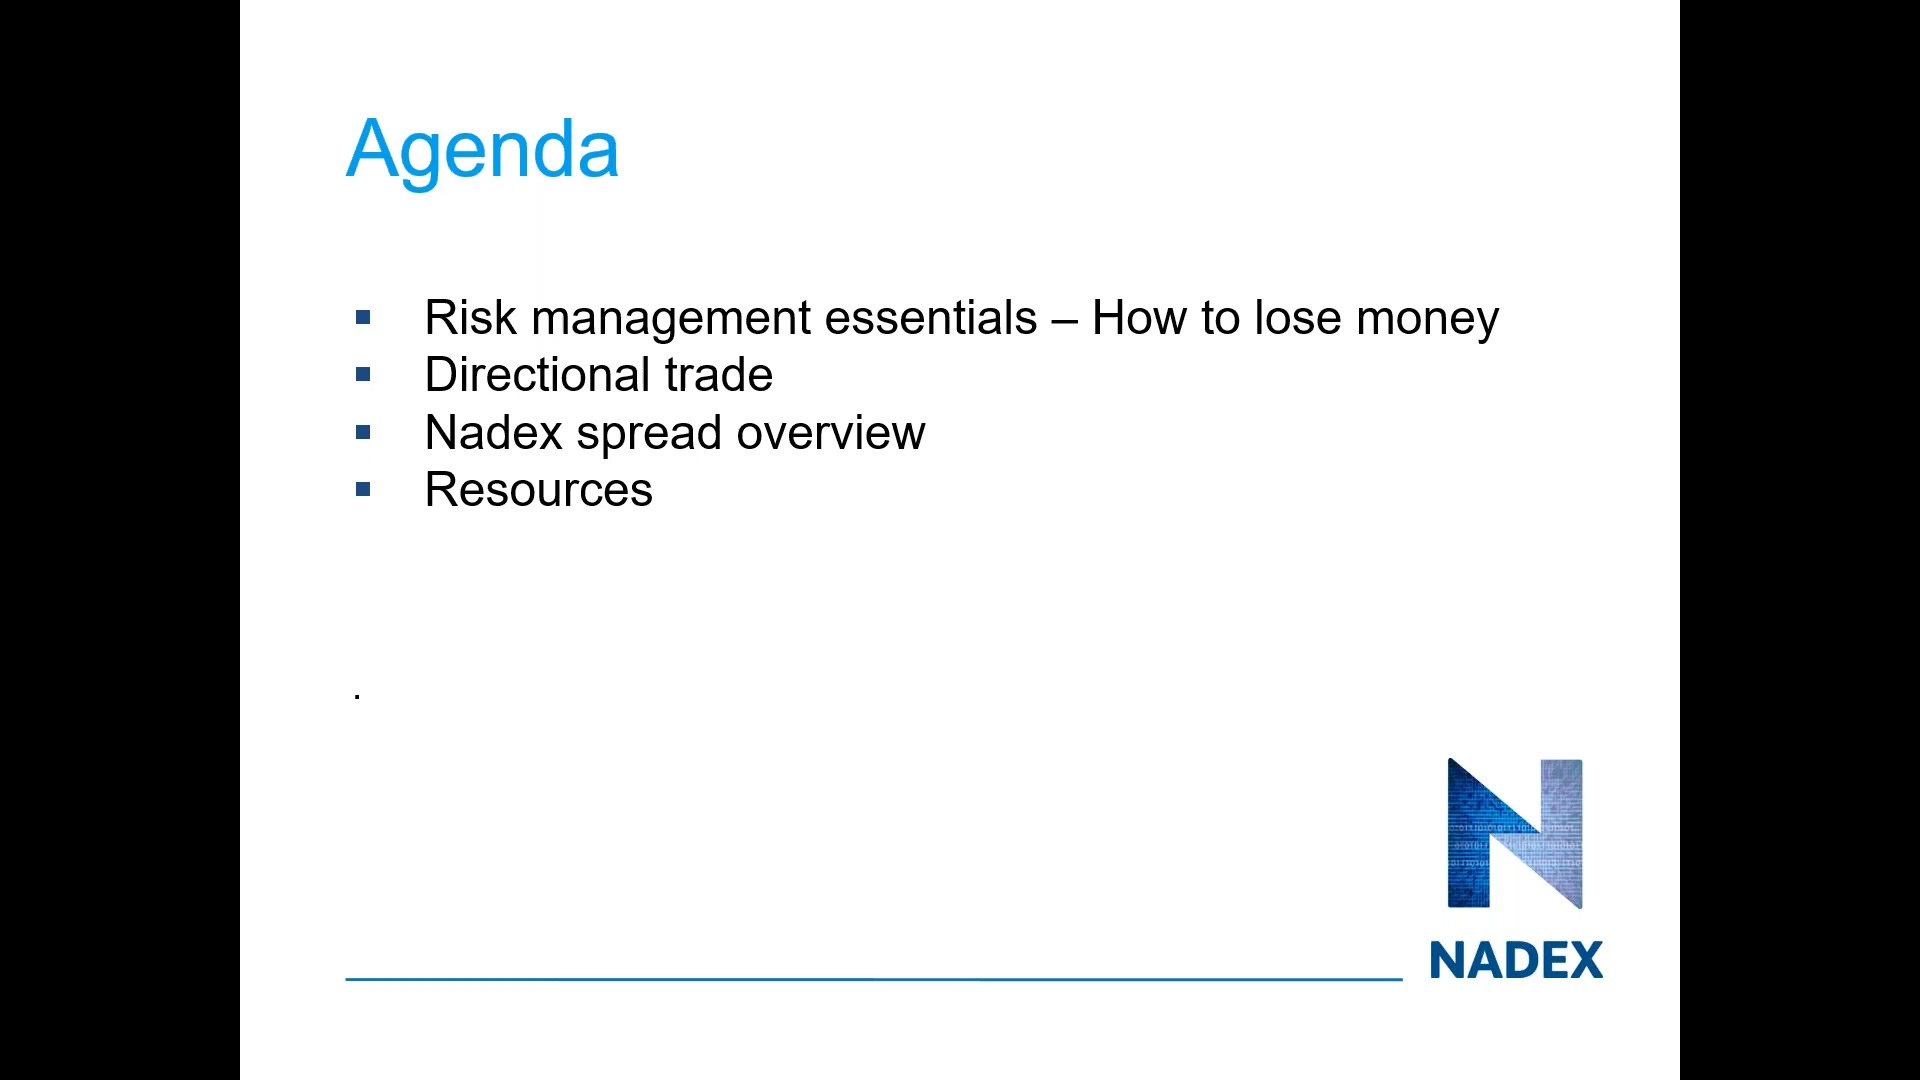 Agenda
▪ Risk management essentials – How to lose money
▪ Directional trade
▪ Nadex spread overview
▪ Resources
.
NADEX